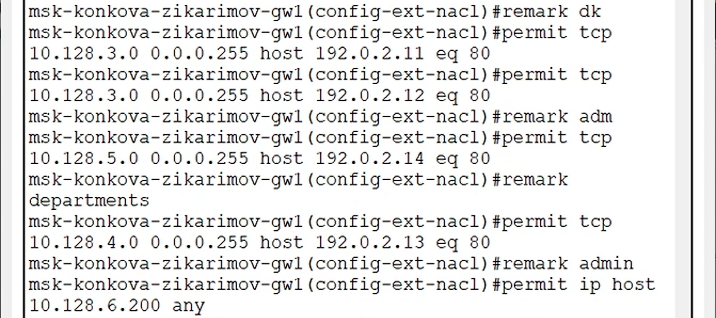 msk-konkova-zikarimov-gw1(config-ext-nacl)#remark dk
msk-konkova-zikarimov-gw1(config-ext-nacl)#permit tcp
10.128.3.0 0.0.0.255 host 192.0.2.11 eq 80
msk-konkova-zikarimov-gw1(config-ext-nacl)#permit tcp
10.128.3.0 0.0.0.255 host 192.0.2.12 eq 80
msk-konkova-zikarimov-gw1(config-ext-nacl)#remark adm
msk-konkova-zikarimov-gw1(config-ext-nacl)#permit tcp
10.128.5.0 0.0.0.255 host 192.0.2.14 eq 80
msk-konkova-zikarimov-gw1(config-ext-nacl)#remark
departments
msk-konkova-zikarimov-gw1(config-ext-nacl)#permit tcp
10.128.4.0 0.0.0.255 host 192.0.2.13 eq 80
msk-konkova-zikarimov-gw1(config-ext-nacl)#remark admin
msk-konkova-zikarimov-gw1(config-ext-nacl)#permit ip host
10.128.6.200 any